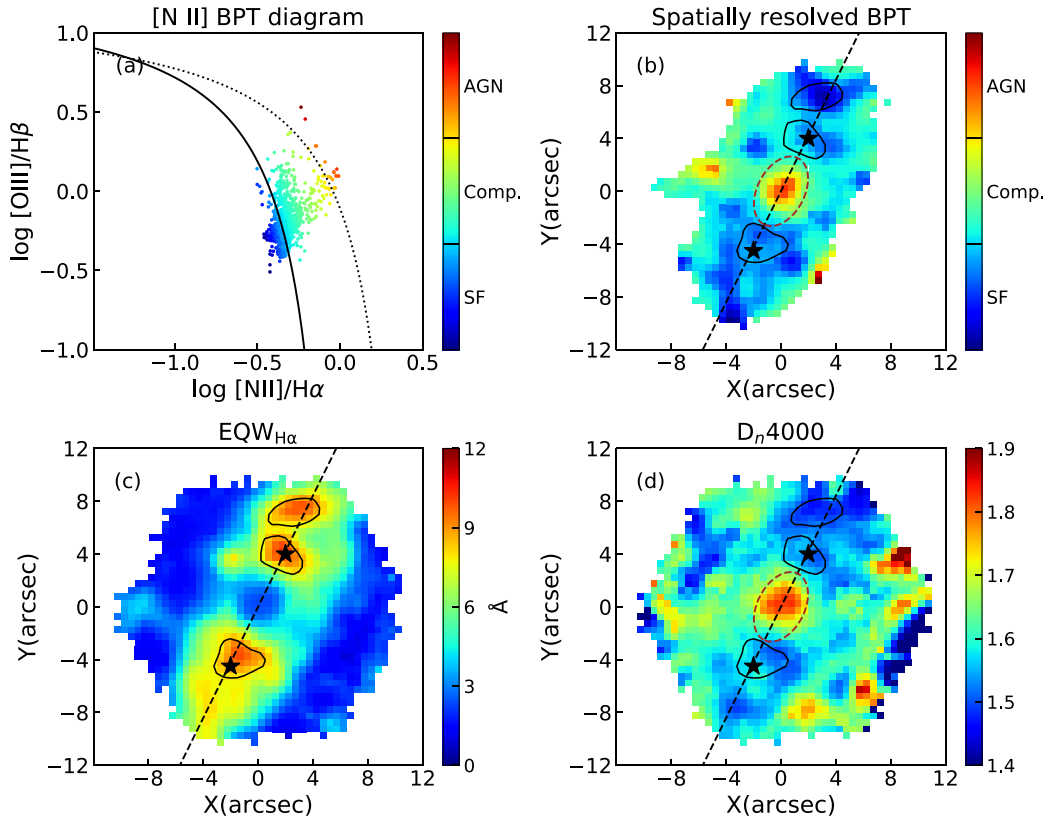 [N II] BPT diagram
(a)
1.0
0.5
0.0
−0.5
−1.0
−1.0
−0.5
0.0
0.5
log [OIII]/Hβ
log [NII]/Hα
AGN
Comp.
SF
Spatially resolved BPT
(b)
12
8
4
0
−4
−8
−12
−8
−4
0
4
8
12
Y(arcsec)
X(arcsec)
AGN
Comp.
SF
EQW_Hα
(c)
12
8
4
0
−4
−8
−12
−8
−4
0
4
8
12
Y(arcsec)
X(arcsec)
12
9
6
3
0
Å
D_n4000
(d)
12
8
4
0
−4
−8
−12
−8
−4
0
4
8
12
Y(arcsec)
X(arcsec)
1.9
1.8
1.7
1.6
1.5
1.4